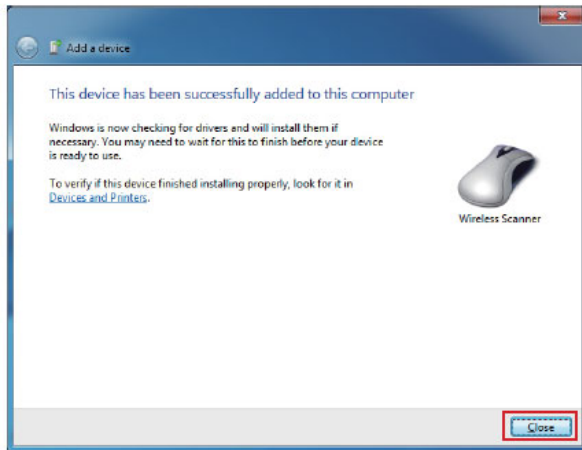 Add a device
This device has been successfully added to this computer
Windows is now checking for drivers and will install them if
necessary. You may need to wait for this to finish before your device
is ready to use.
To verify if this device finished installing properly, look for it in
Devices and Printers.
Wireless Scanner
Close